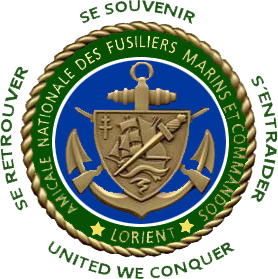 SE SOUVENIR
SE RETROUVER
S'ENTRAIDER
UNITED WE CONQUER
AMICALE NATIONALE DES FUSILIERS MARINS ET COMMANDOS
LORIENT